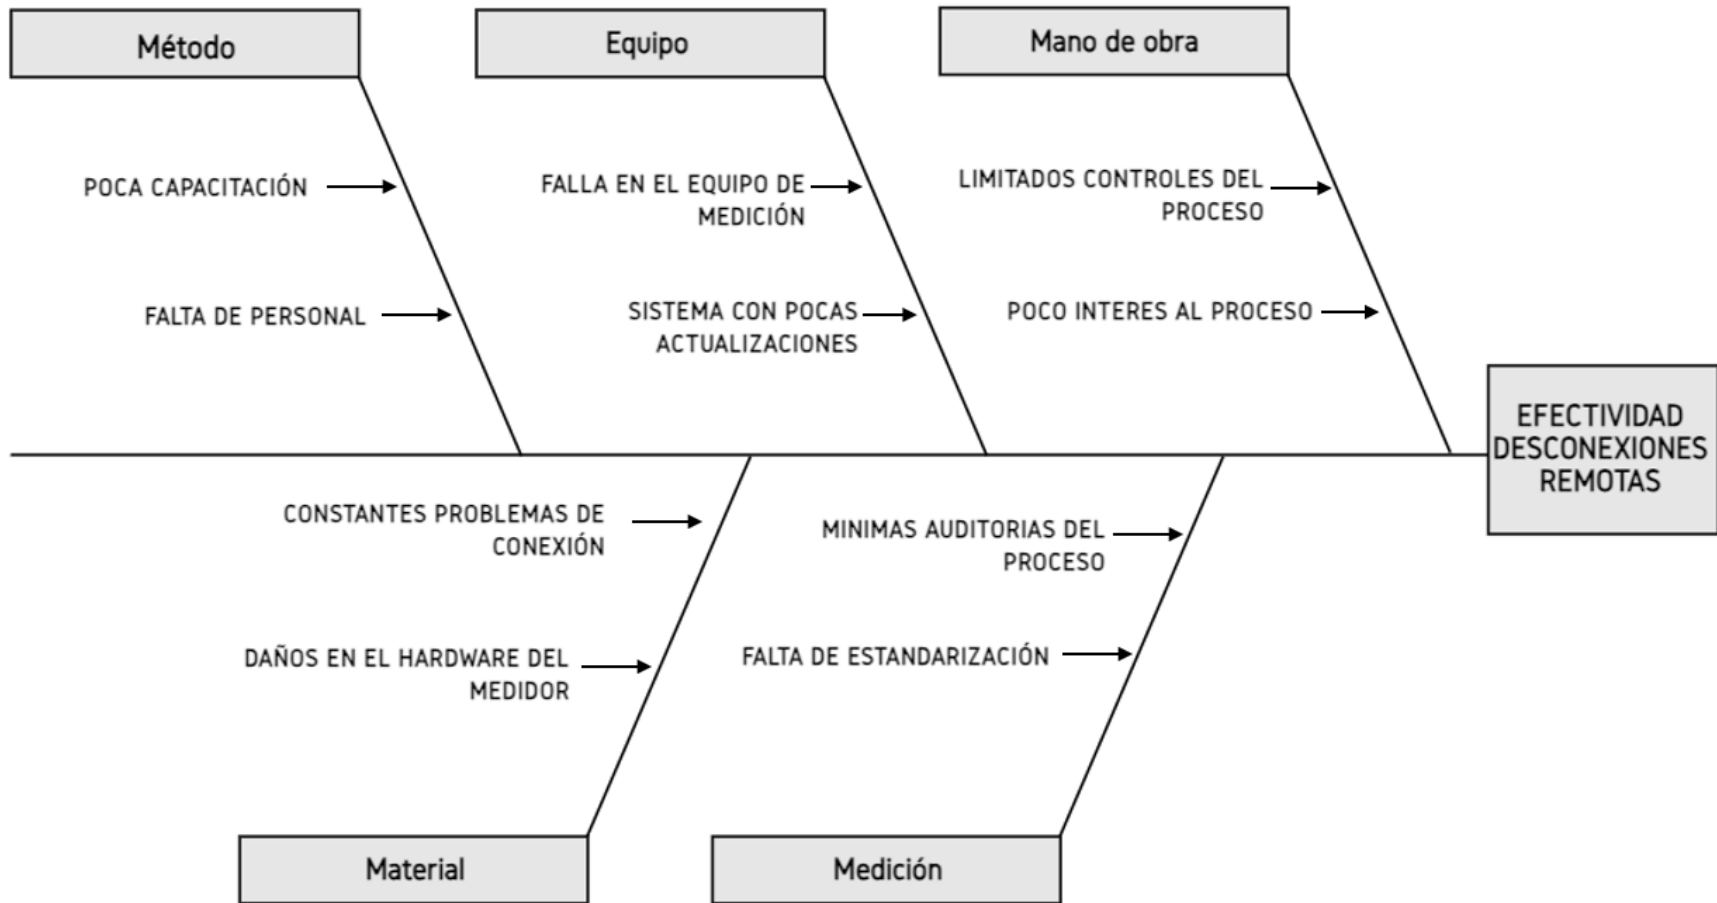 Método
Equipo
Mano de obra
POCA CAPACITACIÓN
FALTA DE PERSONAL
FALLA EN EL EQUIPO DE
MEDICIÓN
SISTEMA CON POCAS
ACTUALIZACIONES
LIMITADOS CONTROLES DEL
PROCESO
POCO INTERES AL PROCESO
EFECTIVIDAD
DESCONEXIONES
REMOTAS
CONSTANTES PROBLEMAS DE
CONEXIÓN
DAÑOS EN EL HARDWARE DEL
MEDIDOR
MINIMAS AUDITORIAS DEL
PROCESO
FALTA DE ESTANDARIZACIÓN
Material
Medición